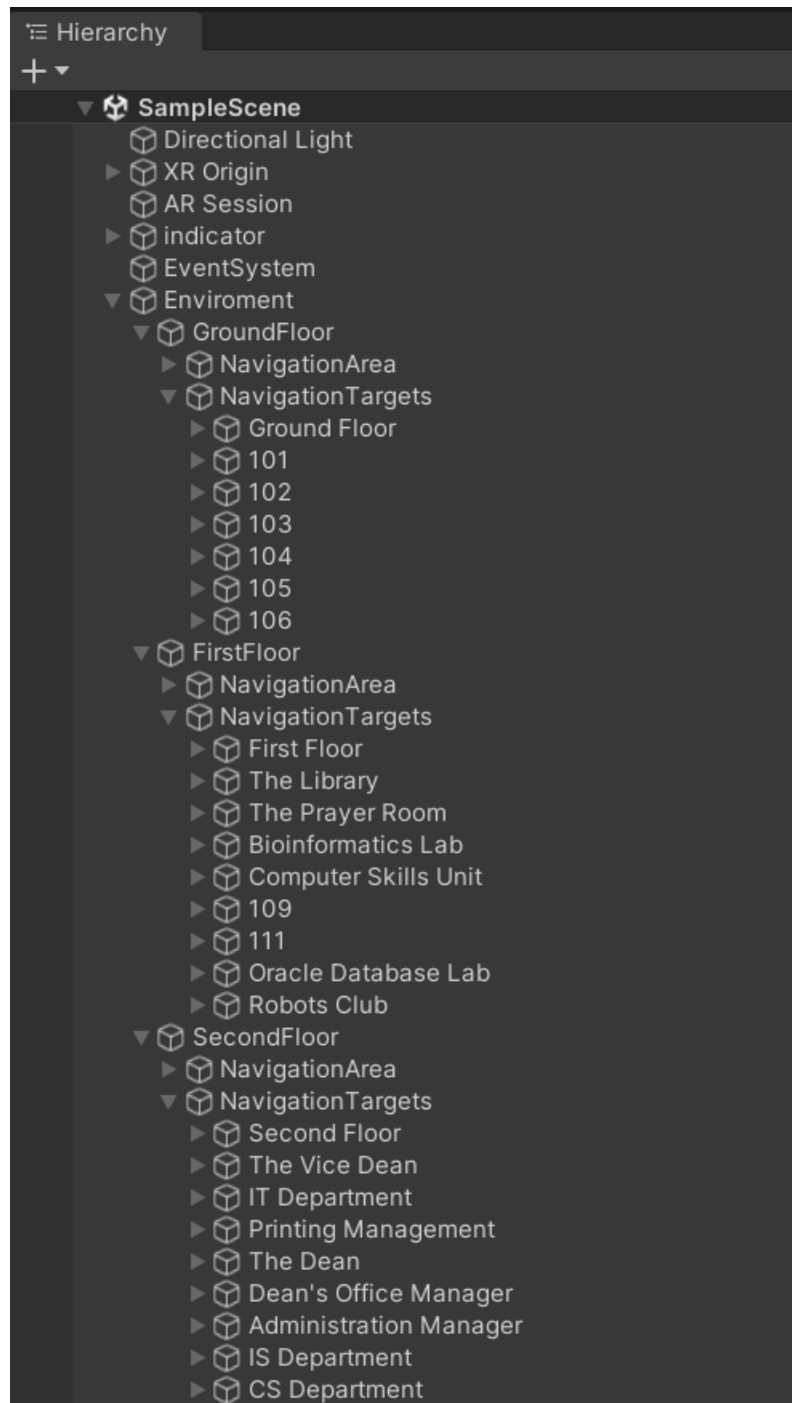 Hierarchy
SampleScene
Directional Light
XR Origin
AR Session
indicator
EventSystem
Enviroment
GroundFloor
NavigationArea
NavigationTargets
Ground Floor
101
102
103
104
105
106
FirstFloor
NavigationArea
NavigationTargets
First Floor
The Library
The Prayer Room
Bioinformatics Lab
Computer Skills Unit
109
111
Oracle Database Lab
Robots Club
SecondFloor
NavigationArea
NavigationTargets
Second Floor
The Vice Dean
IT Department
Printing Management
The Dean
Dean's Office Manager
Administration Manager
IS Department
CS Department